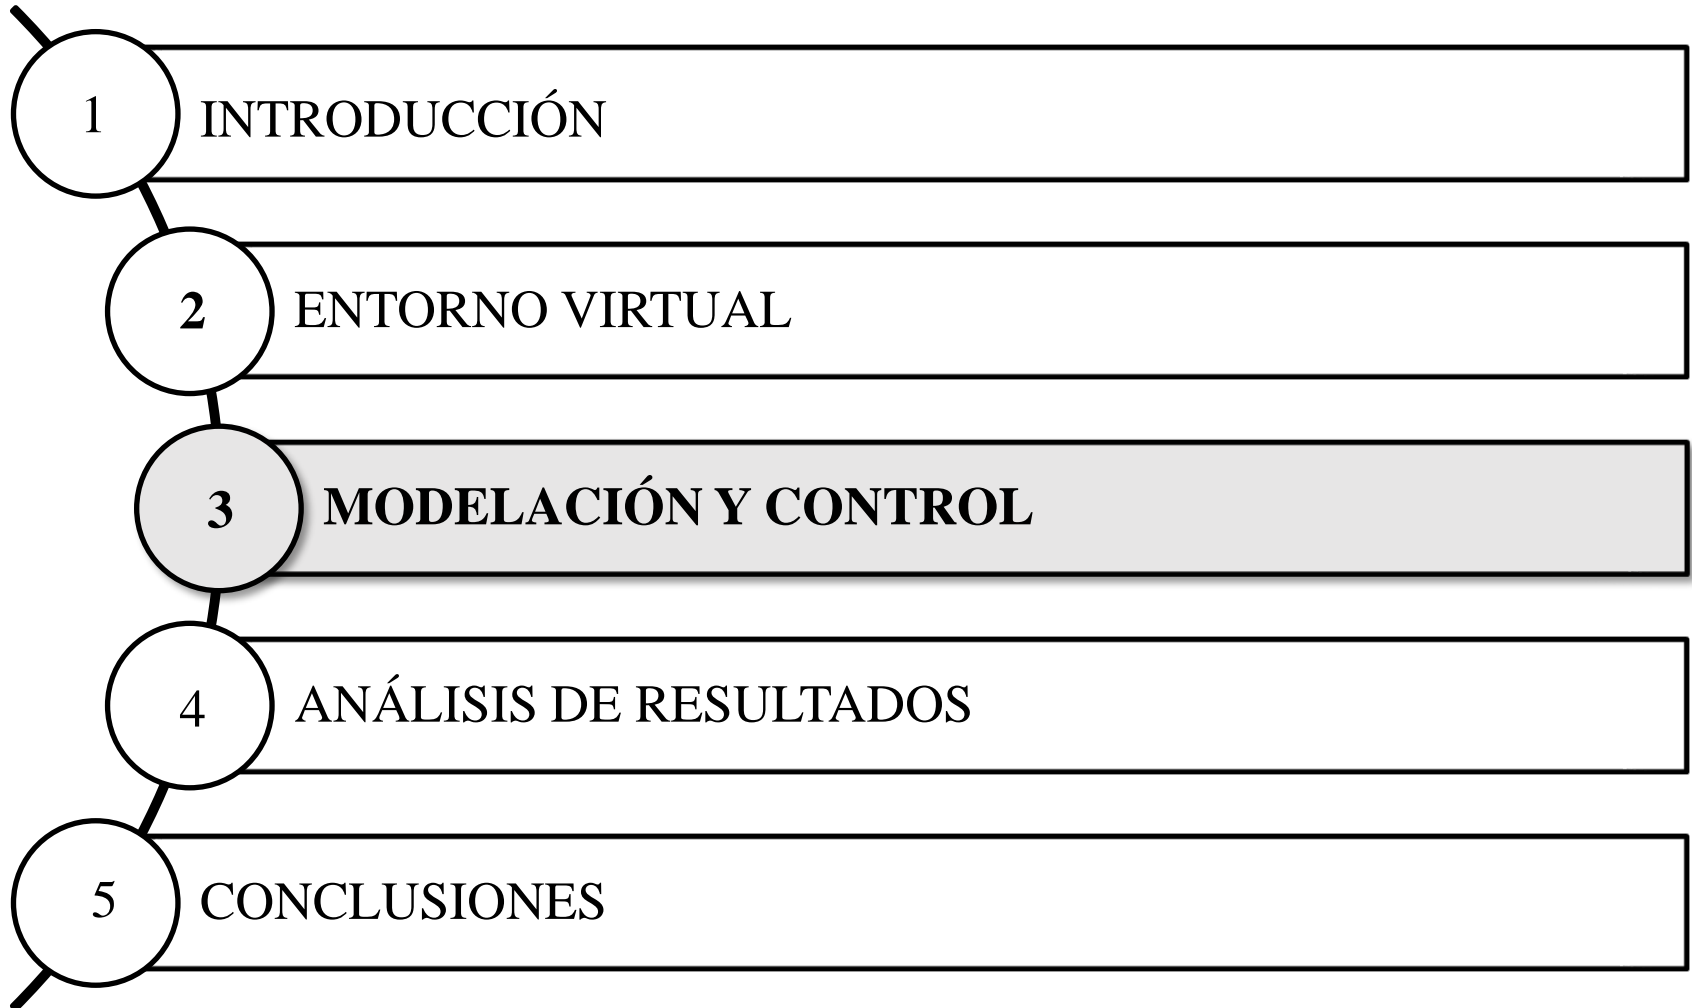 1 INTRODUCCIÓN
2 ENTORNO VIRTUAL
3 MODELACIÓN Y CONTROL
4 ANÁLISIS DE RESULTADOS
5 CONCLUSIONES